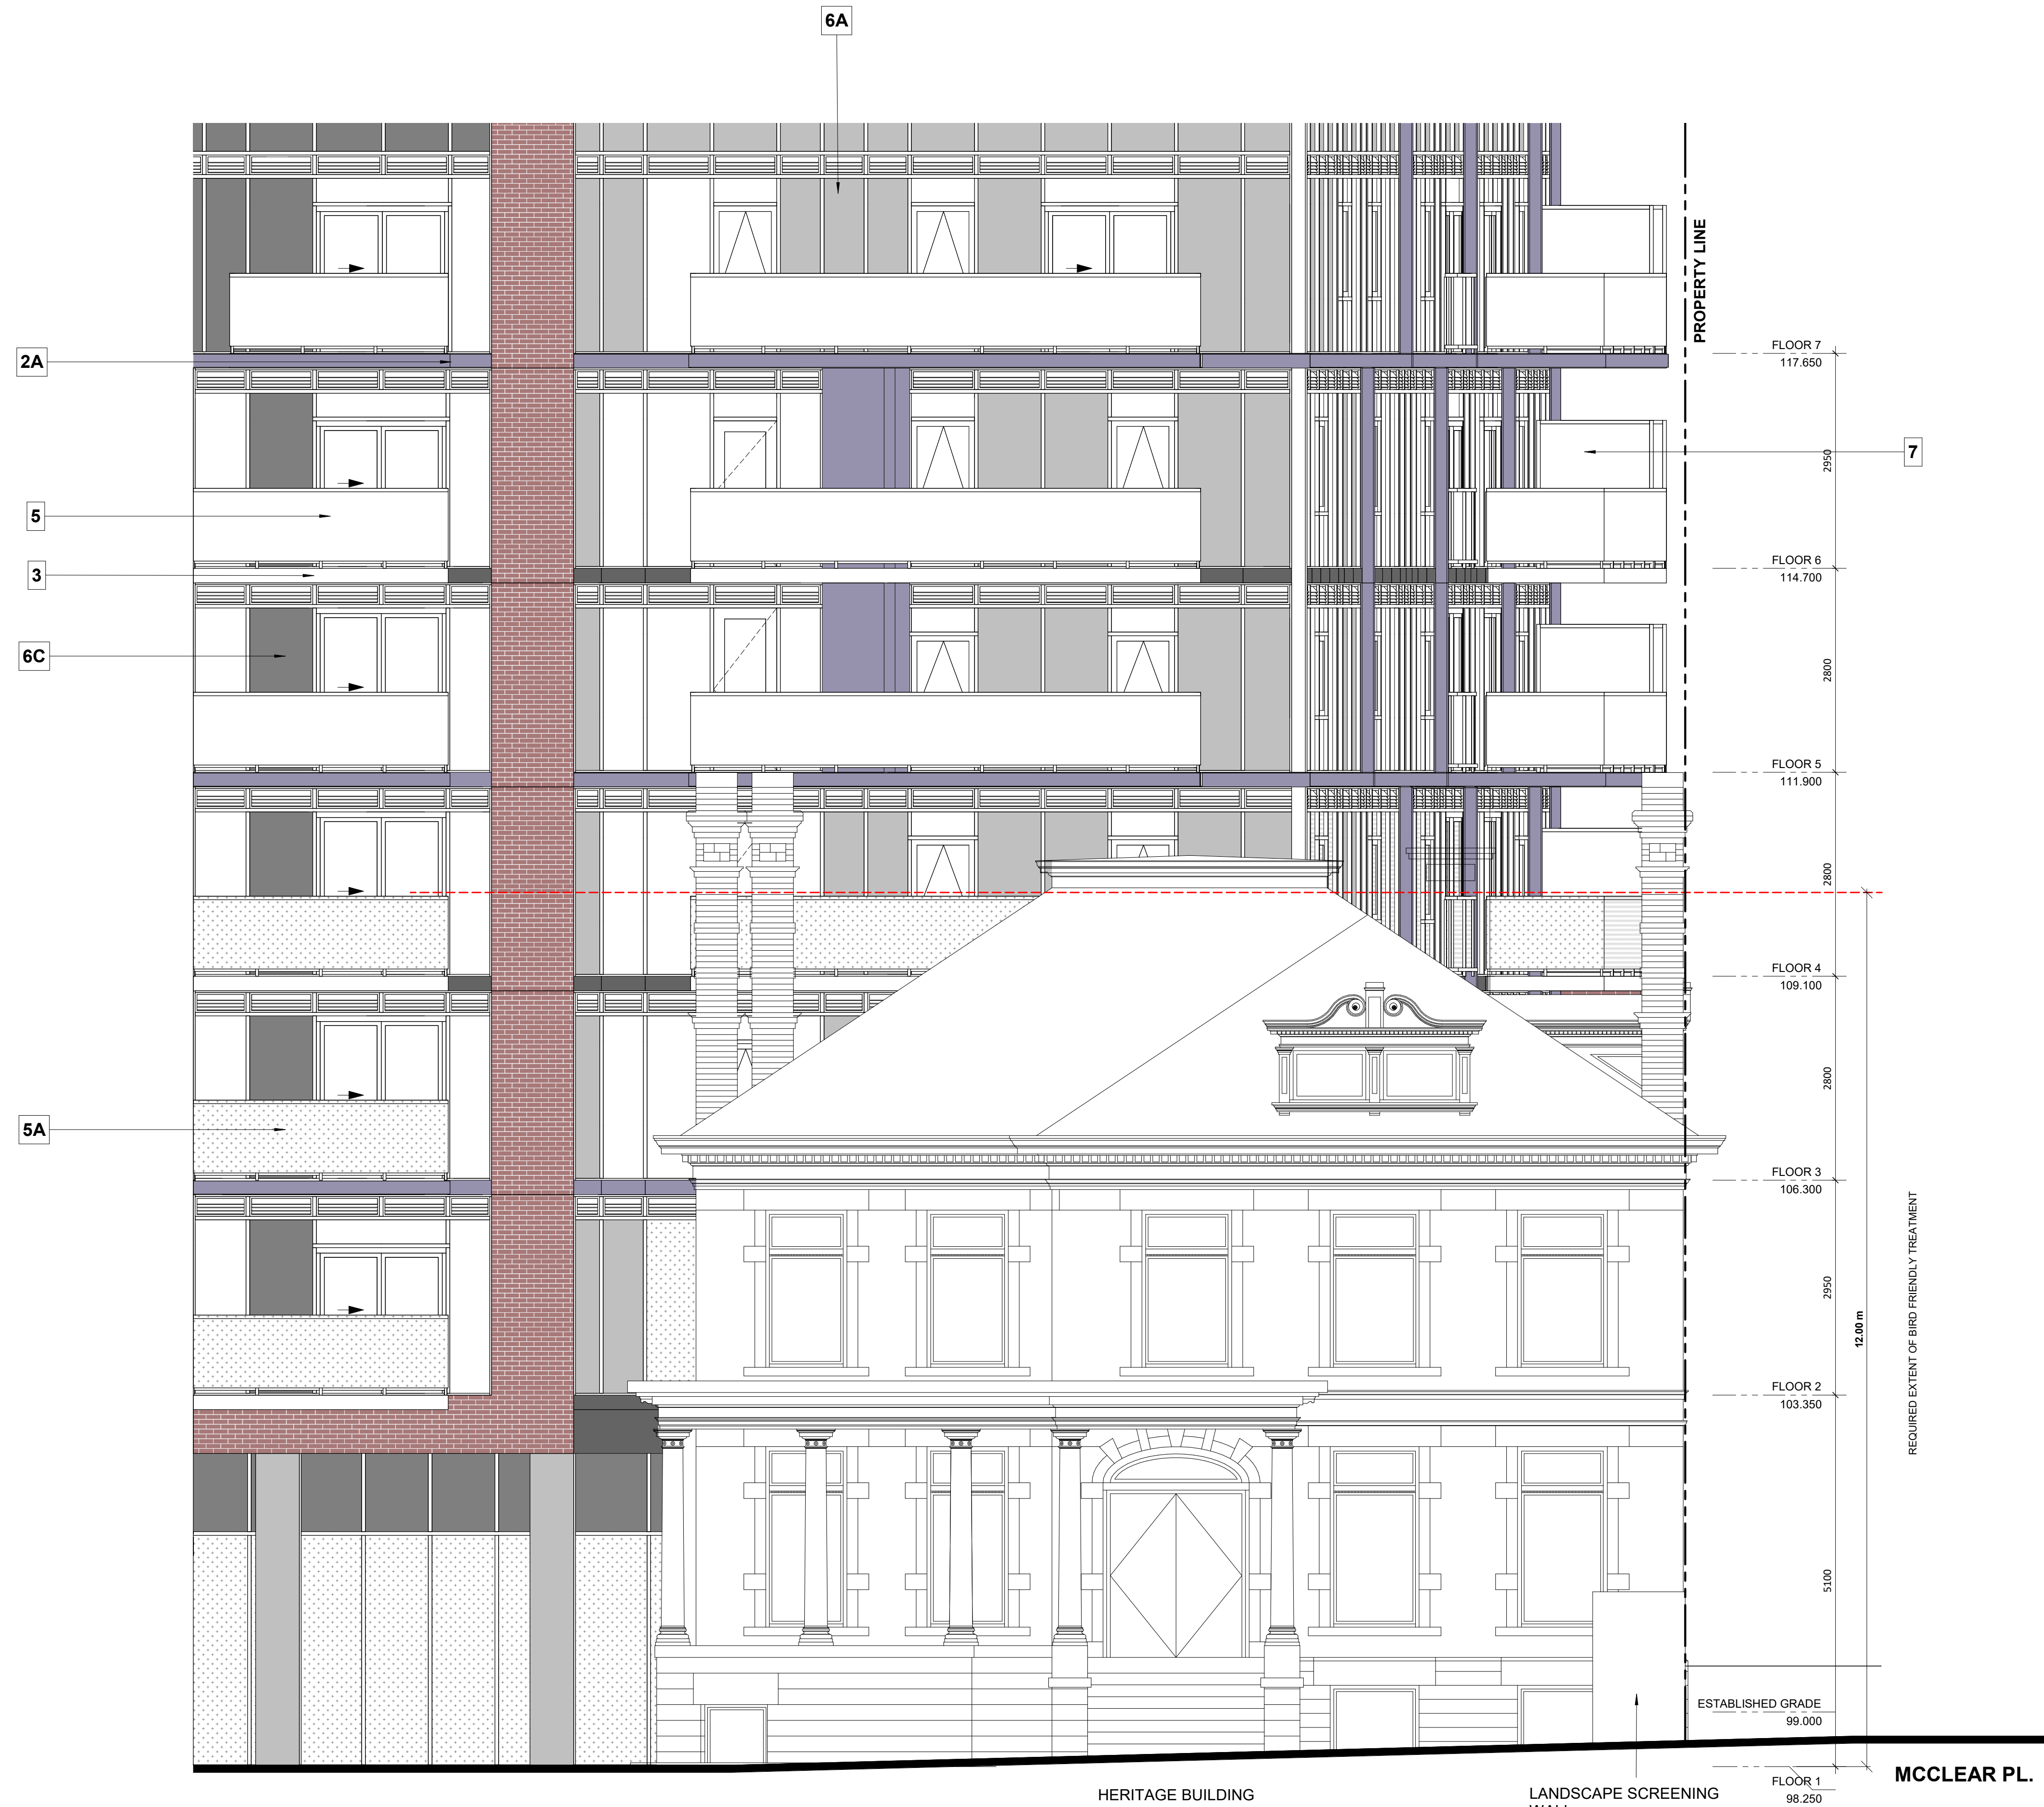 6A
PROPERTY LINE
FLOOR 7
117.650
2A
2950
7
5
FLOOR 6
114.700
3
6C
2800
FLOOR 5
111.900
2800
FLOOR 4
109.100
2800
5A
FLOOR 3
106.300
REQUIRED EXTENT OF BIRD FRIENDLY TREATMENT
2950
12.00 m
FLOOR 2
103.350
5100
ESTABLISHED GRADE
99.000
MCCLEAR PL.
FLOOR 1
98.250
HERITAGE BUILDING
LANDSCAPE SCREENING
WALL